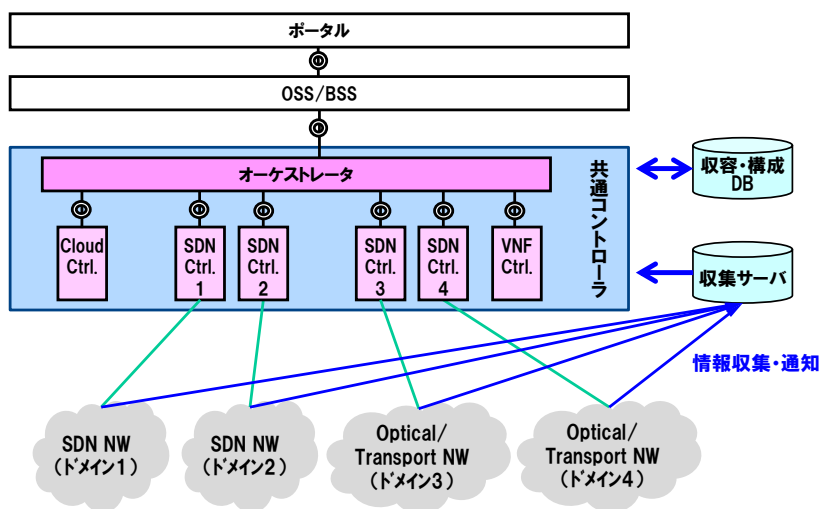 ポータル
OSS/BSS
オーケストレータ
共通コントローラ
収容・構成
DB
Cloud
Ctrl.
SDN
Ctrl.
1
SDN
Ctrl.
2
SDN
Ctrl.
3
SDN
Ctrl.
4
VNF
Ctrl.
収集サーバ
情報収集・通知
SDN NW
（ドメイン1）
SDN NW
（ドメイン2）
Optical/
Transport NW
（ドメイン3）
Optical/
Transport NW
（ドメイン4）